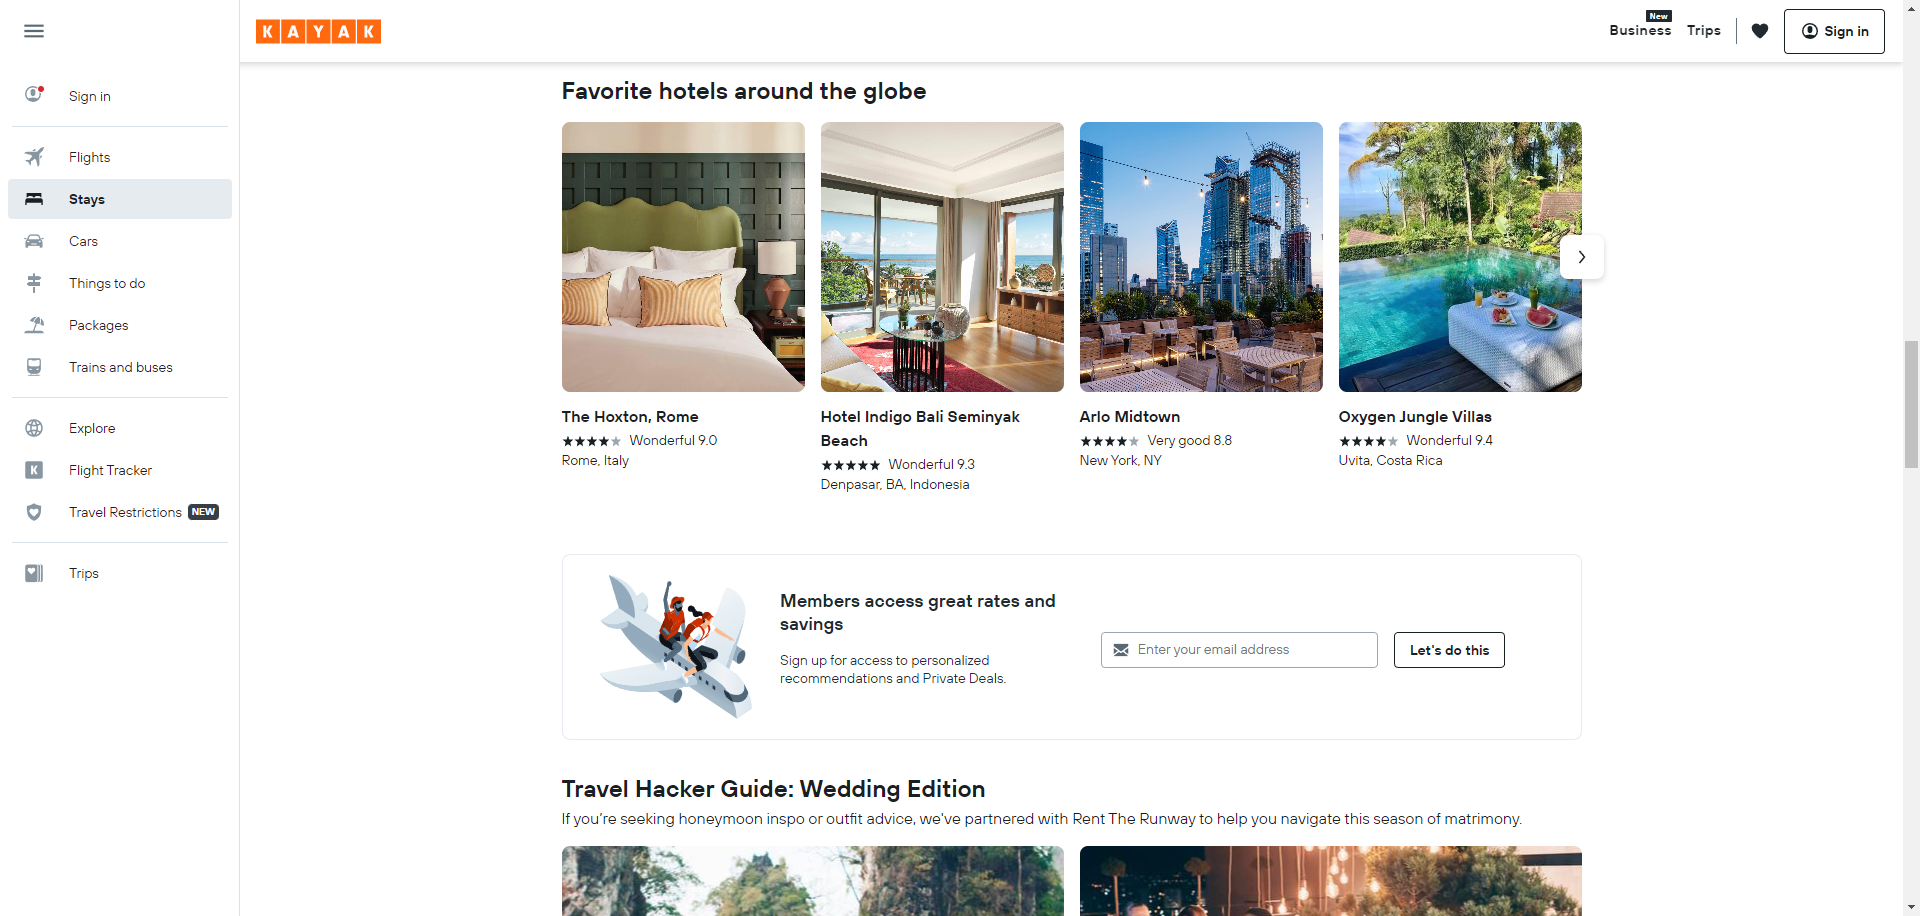 KAYAK
New
Business
Trips
Sign in
Sign in
Flights
Stays
Cars
Things to do
Packages
Trains and buses
Explore
K
Flight Tracker
Travel Restrictions NEW
Trips
Favorite hotels around the globe
The Hoxton, Rome
Wonderful 9.0
Rome, Italy
Hotel Indigo Bali Seminyak
Beach
Wonderful 9.3
Denpasar, BA, Indonesia
Arlo Midtown
Very good 8.8
New York, NY
Oxygen Jungle Villas
Wonderful 9.4
Uvita, Costa Rica
Members access great rates and
savings
Sign up for access to personalized
recommendations and Private Deals.
Enter your email address
Let's do this
Travel Hacker Guide: Wedding Edition
If you’re seeking honeymoon inspo or outfit advice, we’ve partnered with Rent The Runway to help you navigate this season of matrimony.